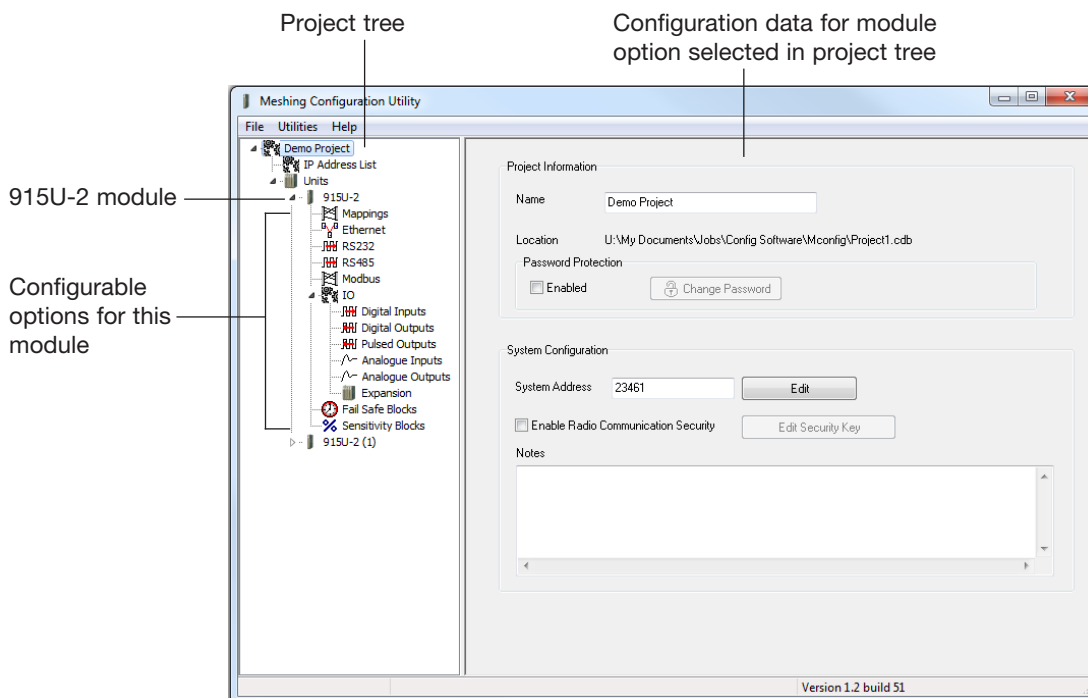 Project tree
Configuration data for module
option selected in project tree
Meshing Configuration Utility
File Utilities Help
915U-2 module
Configurable
options for this
module
Demo Project
IP Address List
Units
915U-2
Mappings
Ethernet
RS232
RS485
Modbus
IO
Digital Inputs
Digital Outputs
Pulsed Outputs
Analogue Inputs
Analogue Outputs
Expansion
Fail Safe Blocks
Sensitivity Blocks
915U-2 (1)
Project Information
Name Demo Project
Location U:\My Documents\Jobs\Config Software\Mconfig\Project1.cdb
Password Protection
Enabled Change Password
System Configuration
System Address 23461 Edit
Enable Radio Communication Security Edit Security Key
Notes
Version 1.2 build 51